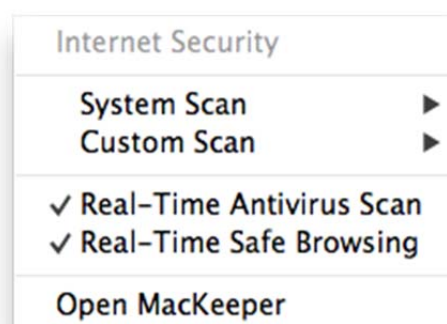 Internet Security
System Scan
Custom Scan
✓ Real-Time Antivirus Scan
✓ Real-Time Safe Browsing
Open MacKeeper